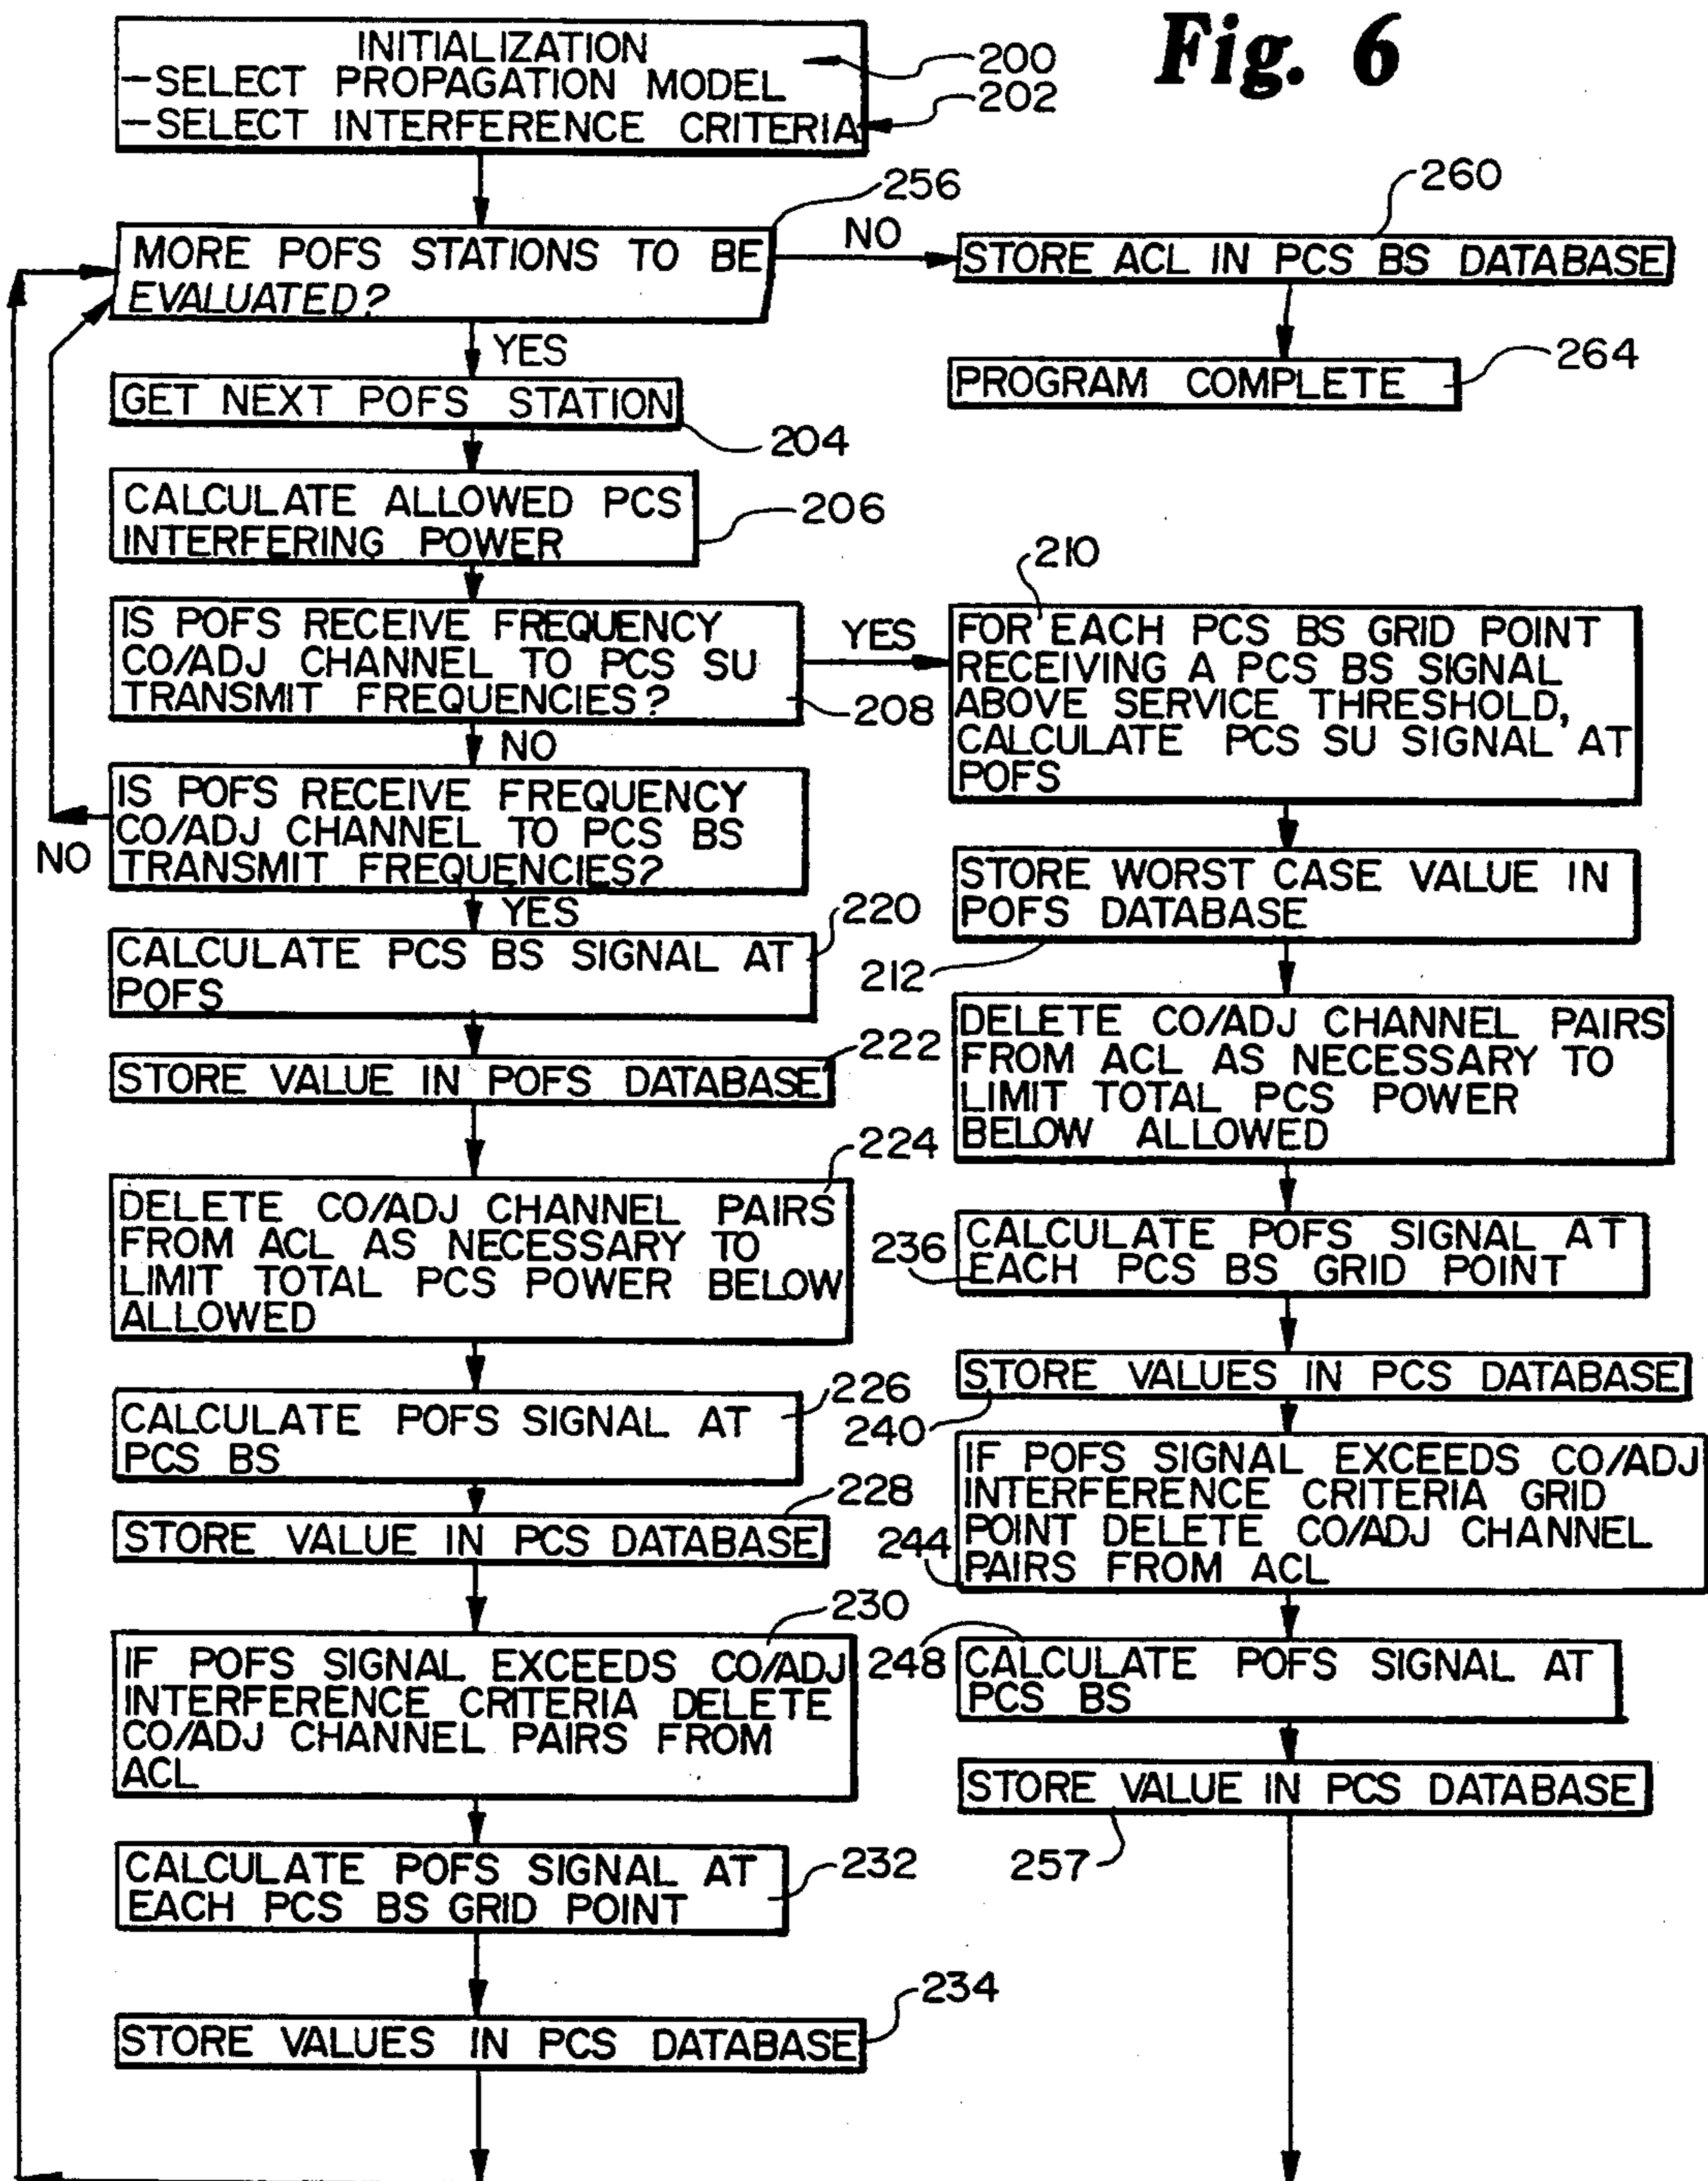 Fig. 6
INITIALIZATION
-SELECT PROPAGATION MODEL
-SELECT INTERFERENCE CRITERIA
200
202
256
MORE POFS STATIONS TO BE
EVALUATED?
NO
260
STORE ACL IN PCS BS DATABASE
264
PROGRAM COMPLETE
YES
GET NEXT POFS STATION
204
CALCULATE ALLOWED PCS
INTERFERING POWER
206
IS POFS RECEIVE FREQUENCY
CO/ADJ CHANNEL TO PCS SU
TRANSMIT FREQUENCIES?
208
YES
210
FOR EACH PCS BS GRID POINT
RECEIVING A PCS BS SIGNAL
ABOVE SERVICE THRESHOLD,
CALCULATE PCS SU SIGNAL AT
POFS
NO
IS POFS RECEIVE FREQUENCY
CO/ADJ CHANNEL TO PCS BS
TRANSMIT FREQUENCIES?
NO
YES
STORE WORST CASE VALUE IN
POFS DATABASE
212
220
CALCULATE PCS BS SIGNAL AT
POFS
222
STORE VALUE IN POFS DATABASE
DELETE CO/ADJ CHANNEL PAIRS
FROM ACL AS NECESSARY TO
LIMIT TOTAL PCS POWER
BELOW ALLOWED
224
DELETE CO/ADJ CHANNEL PAIRS
FROM ACL AS NECESSARY TO
LIMIT TOTAL PCS POWER BELOW
ALLOWED
236
CALCULATE POFS SIGNAL AT
EACH PCS BS GRID POINT
226
CALCULATE POFS SIGNAL AT
PCS BS
STORE VALUES IN PCS DATABASE
240
228
STORE VALUE IN PCS DATABASE
244
IF POFS SIGNAL EXCEEDS CO/ADJ
INTERFERENCE CRITERIA GRID
POINT DELETE CO/ADJ CHANNEL
PAIRS FROM ACL
230
IF POFS SIGNAL EXCEEDS CO/ADJ
INTERFERENCE CRITERIA DELETE
CO/ADJ CHANNEL PAIRS FROM
ACL
248
CALCULATE POFS SIGNAL AT
PCS BS
STORE VALUE IN PCS DATABASE
257
CALCULATE POFS SIGNAL AT
EACH PCS BS GRID POINT
232
234
STORE VALUES IN PCS DATABASE